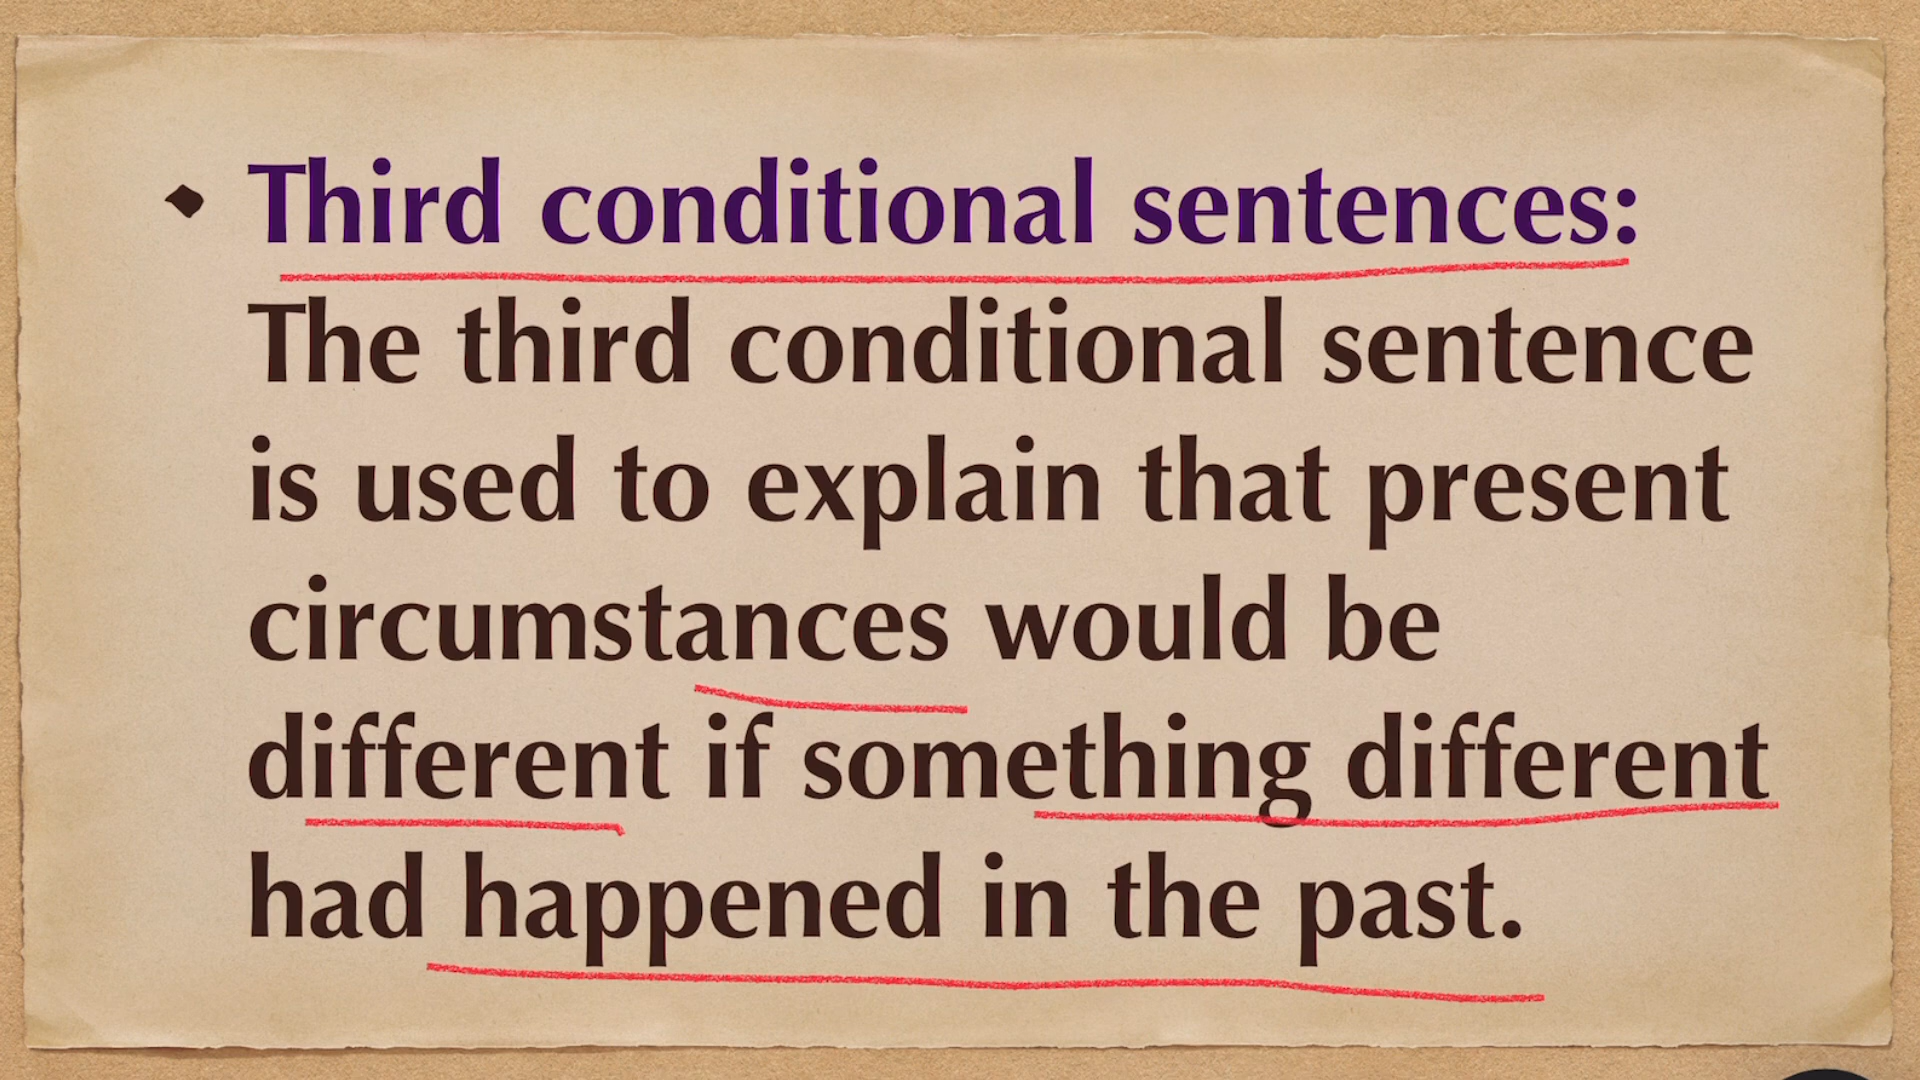 Third conditional sentences:
The third conditional sentence
is used to explain that present
circumstances would be
different if something different
had happened in the past.